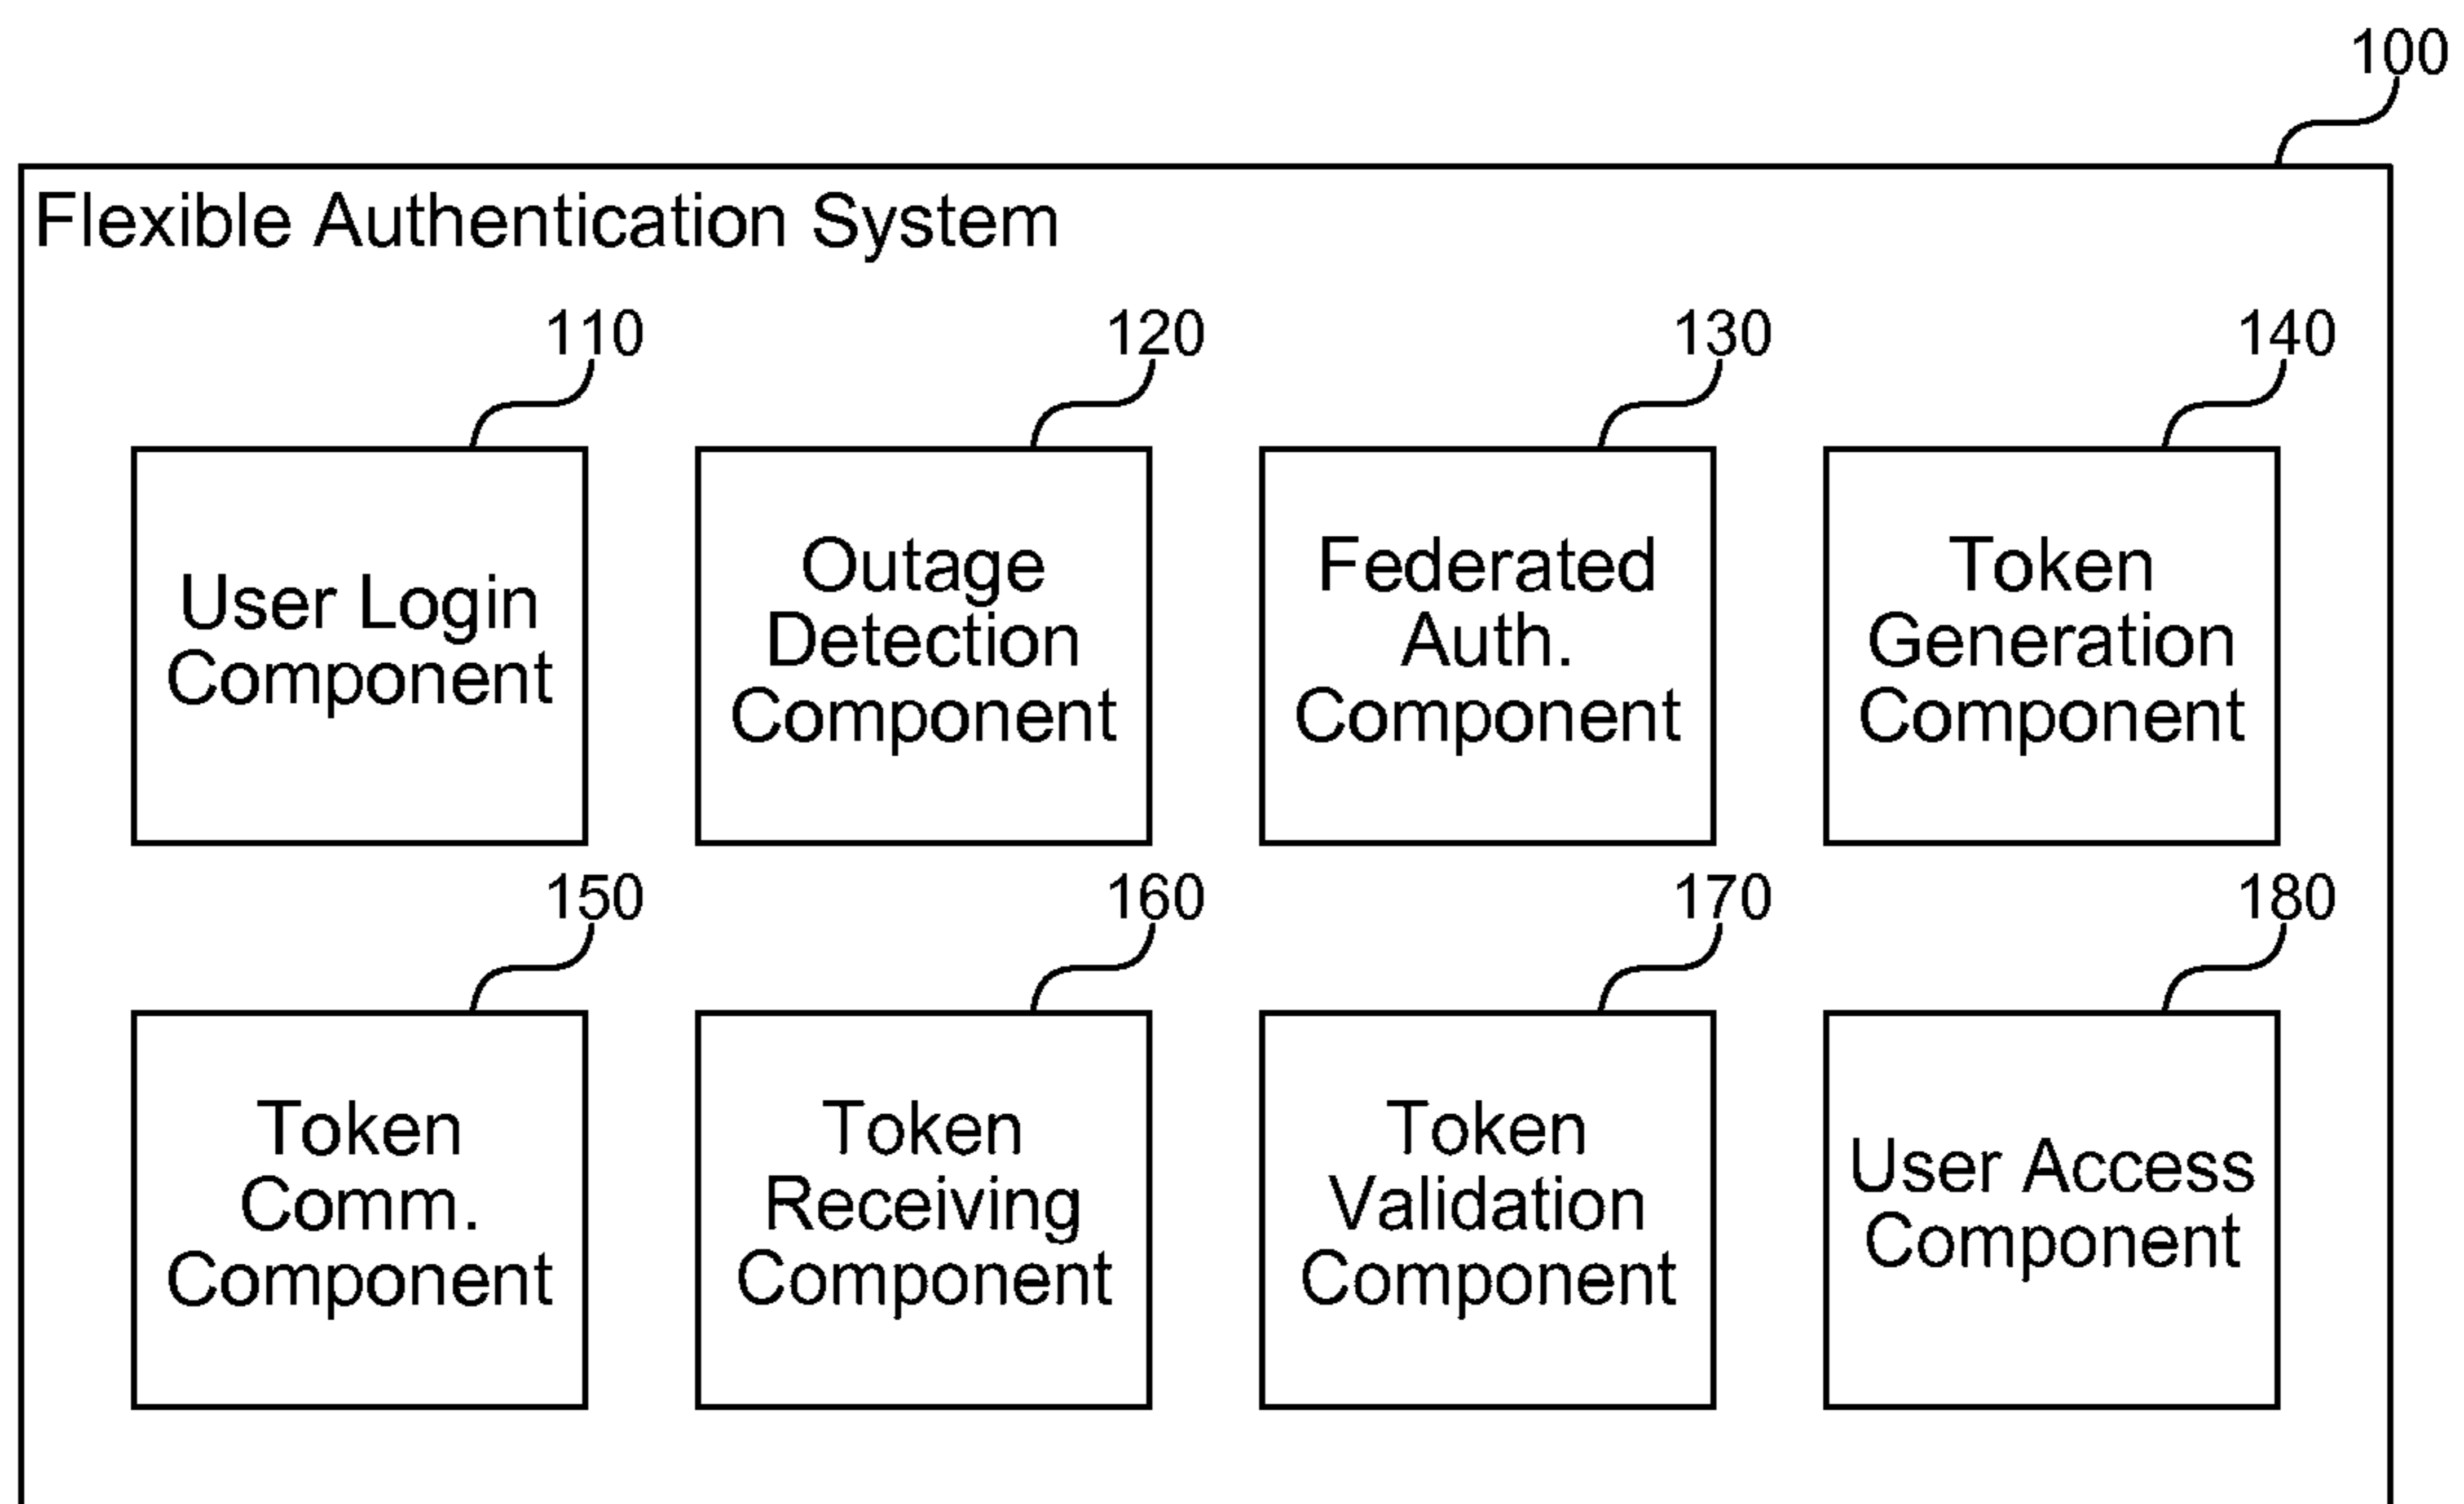 100
Flexible Authentication System
110
120
130
140
User Login
Component
Outage
Detection
Component
Federated
Auth.
Component
Token
Generation
Component
150
160
170
180
Token
Comm.
Component
Token
Receiving
Component
Token
Validation
Component
User Access
Component